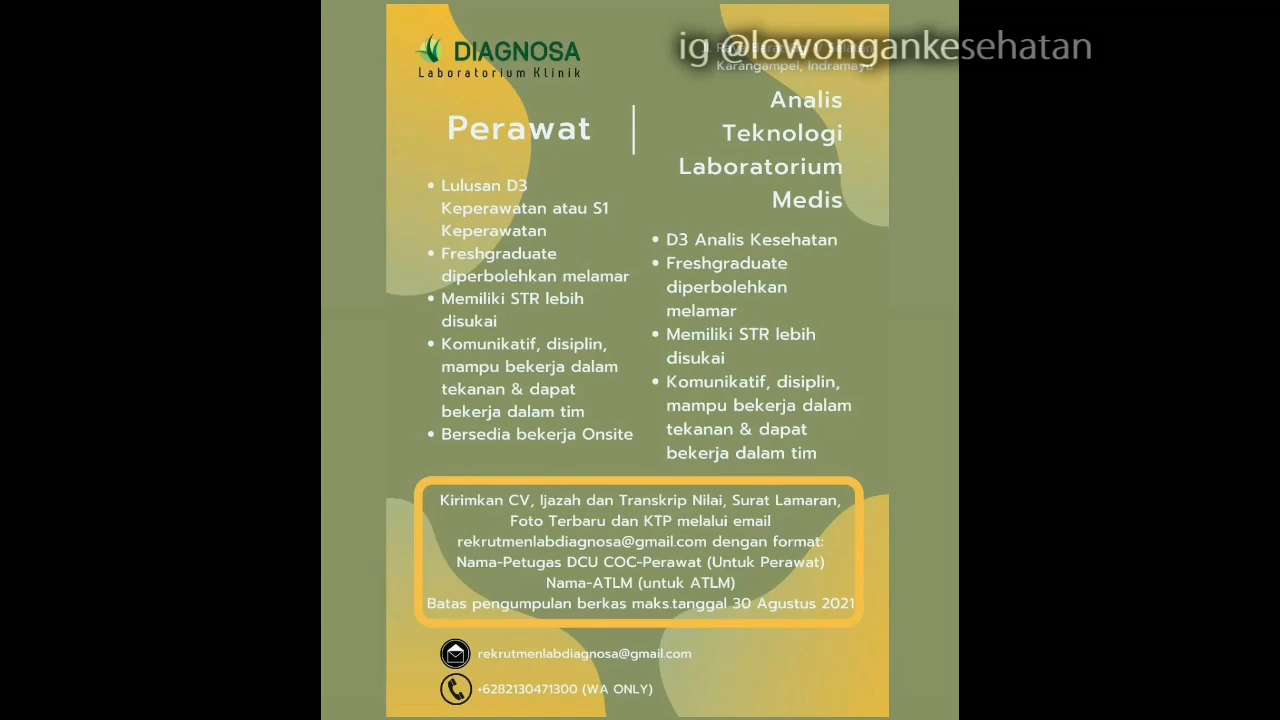 ig @lowongankesehatan
DIAGNOSA
Laboratorium Klinik
Karangampel, Indramayu
Perawat
Lulusan D3
Keperawatan atau S1
Keperawatan
Freshgraduate
diperbolehkan melamar
Memiliki STR lebih
disukai
Komunikatif, disiplin,
mampu bekerja dalam
tekanan & dapat
bekerja dalam tim
Bersedia bekerja Onsite
Analis
Teknologi
Laboratorium
Medis
D3 Analis Kesehatan
Freshgraduate
diperbolehkan
melamar
Memiliki STR lebih
disukai
Komunikatif, disiplin,
mampu bekerja dalam
tekanan & dapat
bekerja dalam tim
Kirimkan CV, Ijazah dan Transkrip Nilai, Surat Lamaran,
Foto Terbaru dan KTP melalui email
rekrutmenlabdiagnosa@gmail.com dengan format:
Nama-Petugas DCU COC-Perawat (Untuk Perawat)
Nama-ATLM (untuk ATLM)
Batas pengumpulan berkas maks.tanggal 30 Agustus 2021
rekrutmenlabdiagnosa@gmail.com
+6282130471300 (WA ONLY)